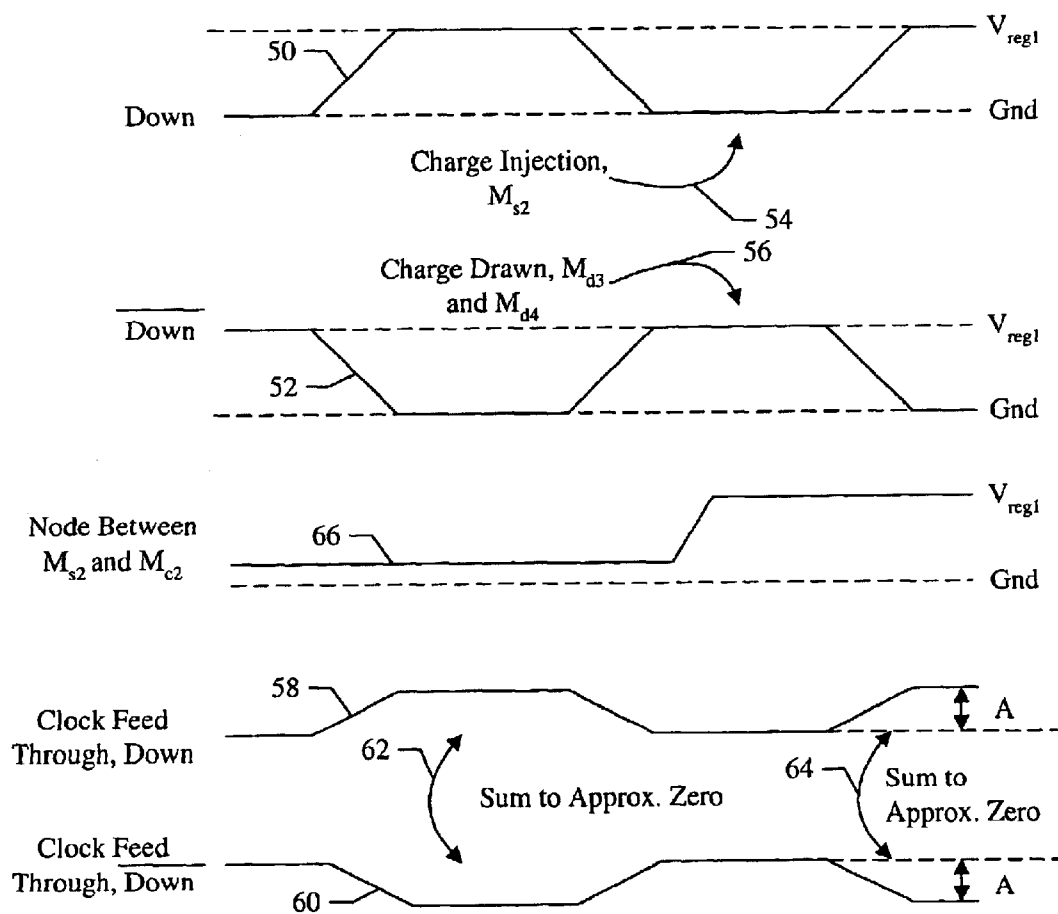 V_reg1
50
Down
Gnd
Charge Injection,
M_s2
54
56
Charge Drawn, M_d3
and M_d4
Down
V_reg1
52
Gnd
V_reg1
Node Between
M_s2 and M_c2
66
Gnd
58
Clock Feed
Through, Down
A
62
64
Sum to Approx. Zero
Sum to
Approx. Zero
Clock Feed
Through, Down
60
A